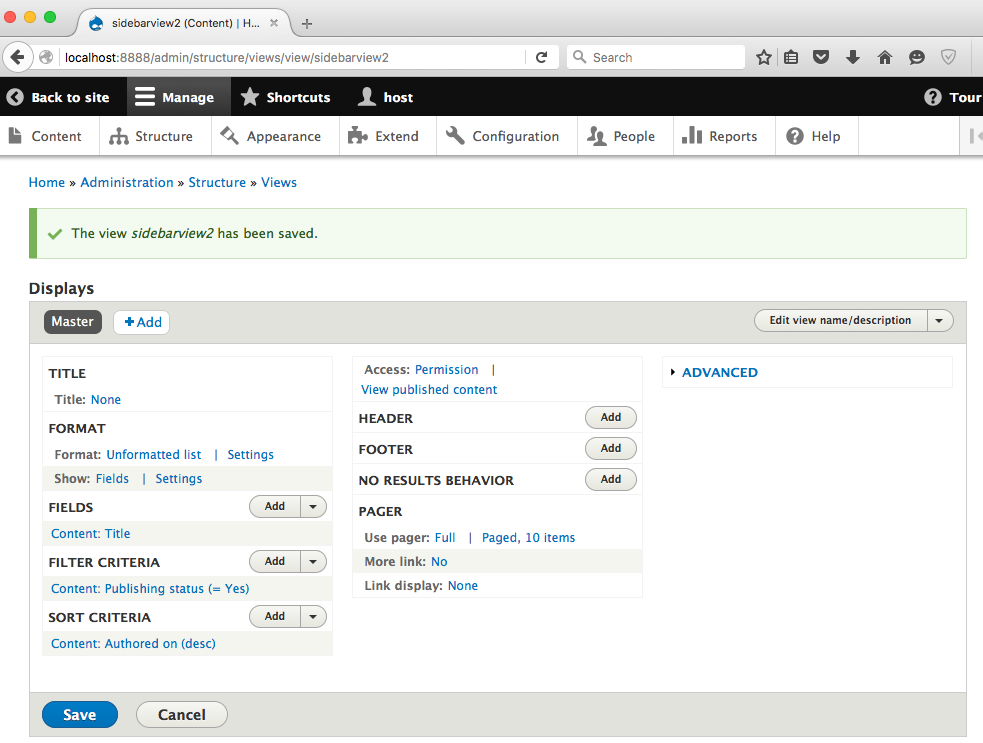 sidebarview2 (Content) | H...
localhost:8888/admin/structure/views/view/sidebarview2
Search
Back to site Manage Shortcuts host Tour
Content Structure Appearance Extend Configuration People Reports Help
Home » Administration » Structure » Views
The view sidebarview2 has been saved.
Displays
Master +Add Edit view name/description
TITLE
Title: None
FORMAT
Format: Unformatted list | Settings
Show: Fields | Settings
FIELDS Add
Content: Title
FILTER CRITERIA Add
Content: Publishing status (= Yes)
SORT CRITERIA Add
Content: Authored on (desc)
Access: Permission |
View published content
HEADER Add
FOOTER Add
NO RESULTS BEHAVIOR Add
PAGER
Use pager: Full | Paged, 10 items
More link: No
Link display: None
ADVANCED
Save Cancel